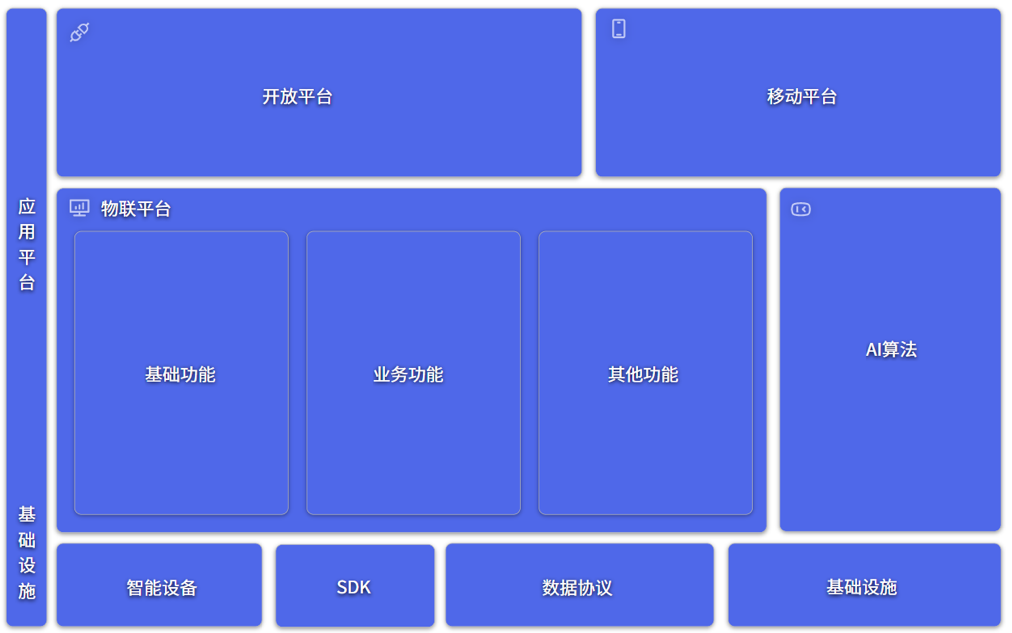 应用平台
开放平台
移动平台
物联平台
基础功能
业务功能
其他功能
AI算法
基础设施
智能设备
SDK
数据协议
基础设施